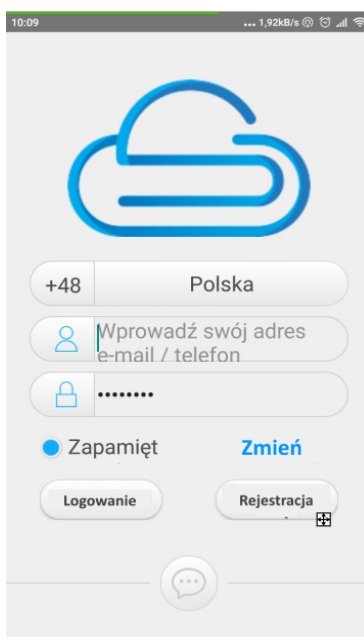 10:09
... 1,92kB/s
+48
Polska
Wprowadź swój adres
e-mail / telefon
••••••••
Zapamięt
Zmień
Logowanie
Rejestracja